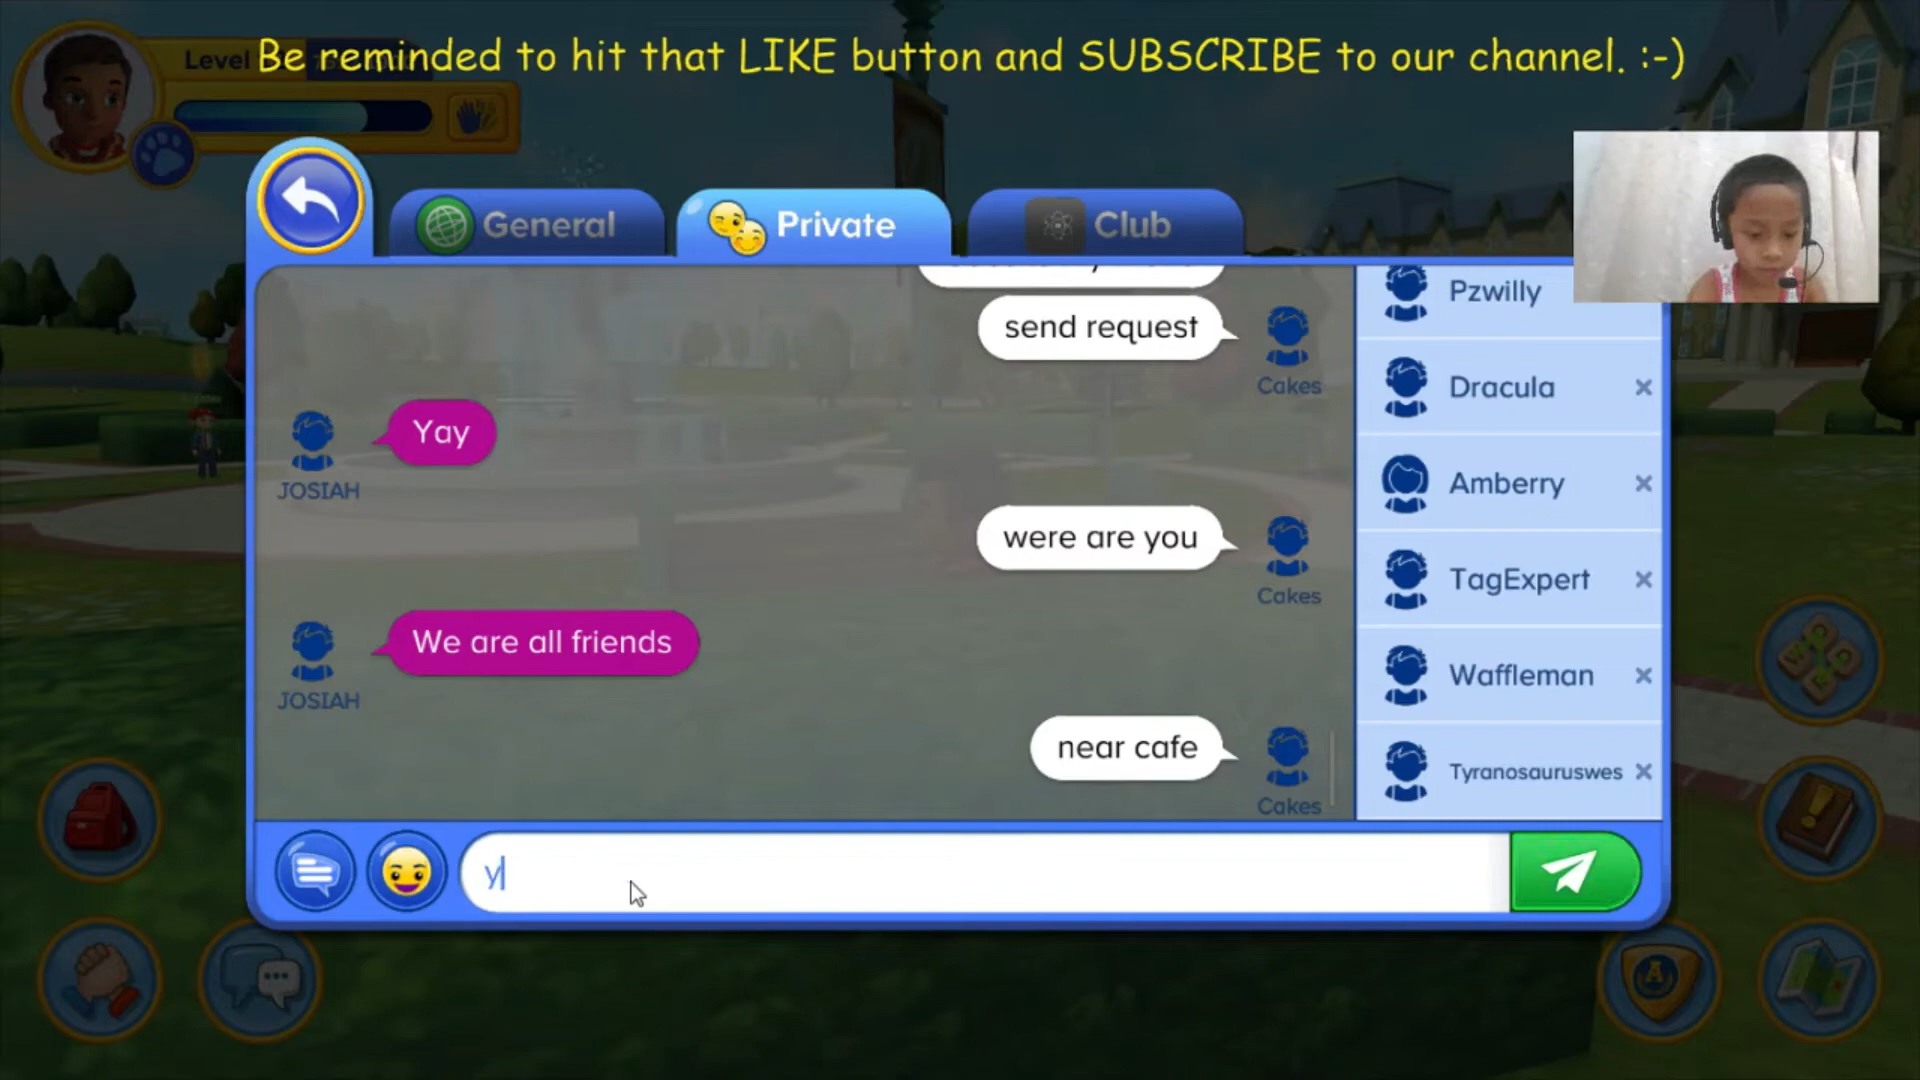 Be reminded to hit that LIKE button and SUBSCRIBE to our channel. :-)
Level
General
Private
Club
send request
Cakes
Yay
JOSIAH
were are you
Cakes
We are all friends
JOSIAH
near cafe
Cakes
Pzwilly
Dracula
Amberry
TagExpert
Waffleman
Tyranosauruswes
y